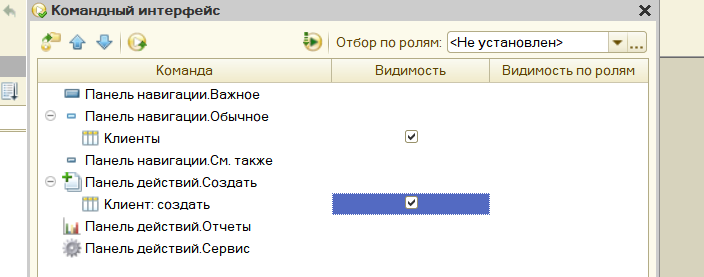 Командный интерфейс
Отбор по ролям: <Не установлен>
Команда Видимость Видимость по ролям
Панель навигации.Важное
Панель навигации.Обычное
Клиенты
Панель навигации.См. также
Панель действий.Создать
Клиент: создать
Панель действий.Отчеты
Панель действий.Сервис